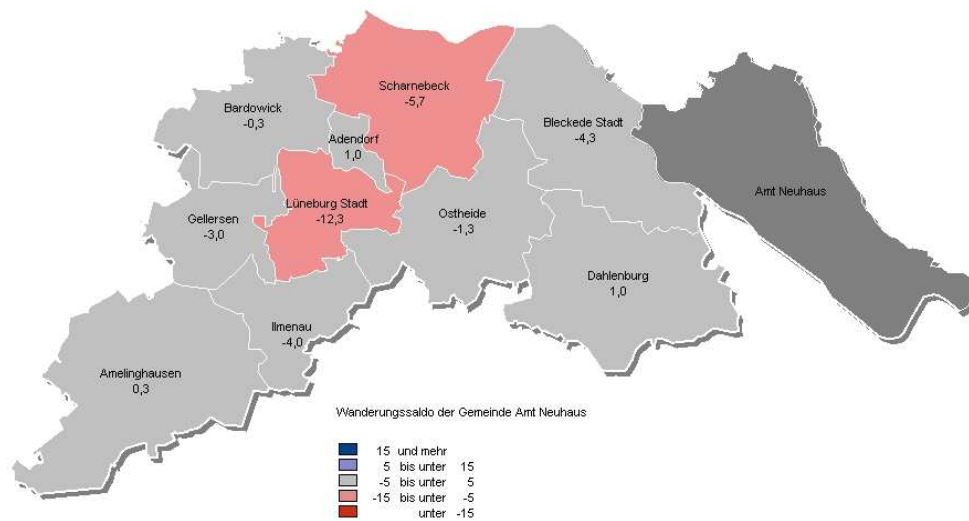 Scharnebeck
-5,7
Bardowick
-0,3
Bleckede Stadt
-4,3
Adendorf
1,0
Amt Neuhaus
Lüneburg Stadt
-12,3
Ostheide
-1,3
Gellersen
-3,0
Dahlenburg
1,0
Ilmenau
-4,0
Amelinghausen
0,3
Wanderungssaldo der Gemeinde Amt Neuhaus
15 und mehr
5 bis unter 15
-5 bis unter 5
-15 bis unter -5
unter -15